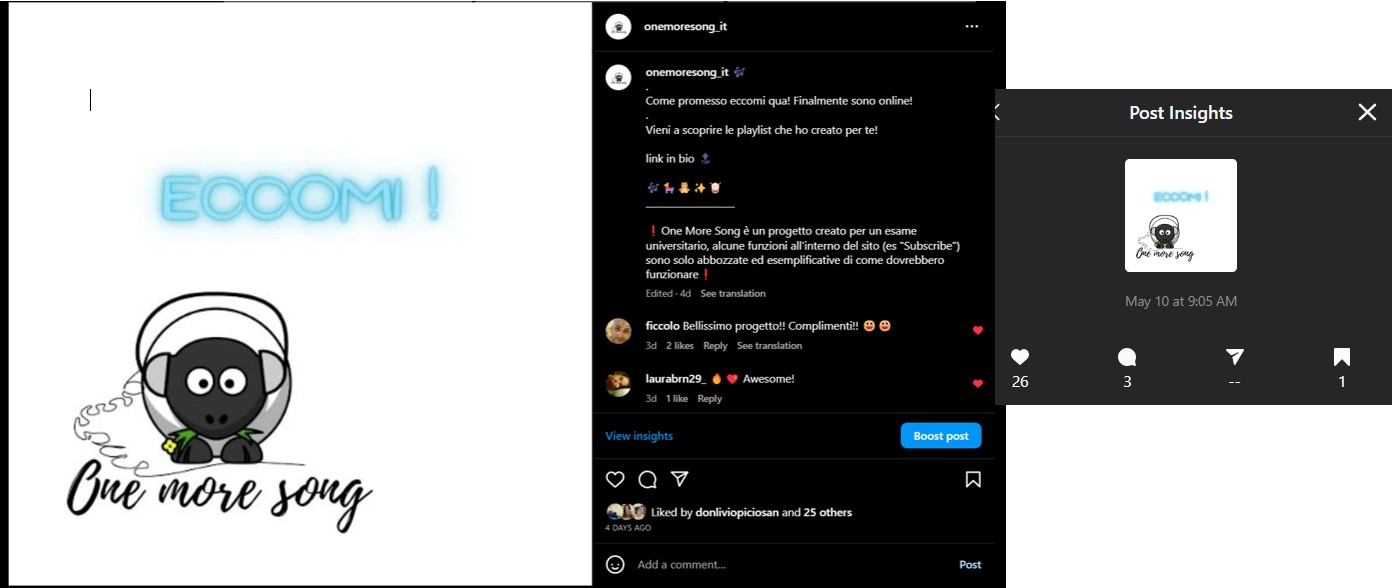 ECCOMI !
One more song
onemoresong_it
onemoresong_it 🎶
.
Come promesso eccomi qua! Finalmente sono online!
.
Vieni a scoprire le playlist che ho creato per te!
link in bio
❗ One More Song è un progetto creato per un esame
universitario, alcune funzioni all'interno del sito (es "Subscribe")
sono solo abbozzate ed esemplificative di come dovrebbero
funzionare ❗
Edited · 4d See translation
ficcolo Bellissimo progetto!! Complimenti!! 😃 😃
3d 2 likes Reply See translation
laurabrn29_ 🔥 ❤️ Awesome!
3d 1 like Reply
View insights Boost post
Liked by donliviopiciosan and 25 others
4 DAYS AGO
Add a comment... Post
Post Insights
ECCOMI !
One more song
May 10 at 9:05 AM
26 3 -- 1